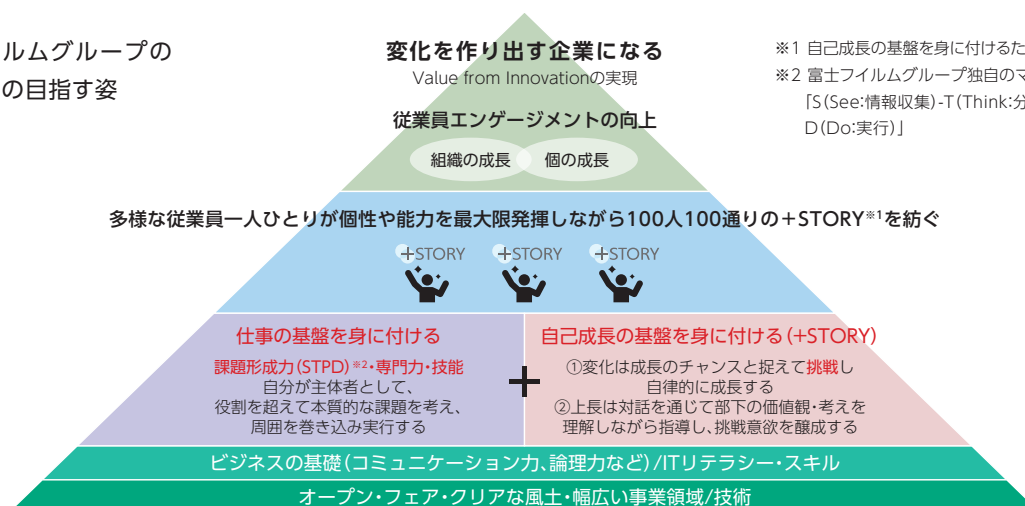 ルムグループの
の目指す姿
変化を作り出す企業になる
Value from Innovationの実現
従業員エンゲージメントの向上
組織の成長 個の成長
※1 自己成長の基盤を身に付けるた
※2 富士フイルムグループ独自のマ
「S(See:情報収集)-T(Think:分
D(Do:実行)」
多様な従業員一人ひとりが個性や能力を最大限発揮しながら100人100通りの+STORY※1を紡ぐ
+STORY +STORY +STORY
仕事の基盤を身に付ける
課題形成力(STPD)※2・専門力・技能
自分が主体者として、
役割を超えて本質的な課題を考え、
周囲を巻き込み実行する
+
自己成長の基盤を身に付ける(+STORY)
①変化は成長のチャンスと捉えて挑戦し
自律的に成長する
②上長は対話を通じて部下の価値観・考えを
理解しながら指導し、挑戦意欲を醸成する
ビジネスの基礎(コミュニケーション力、論理力など)/ITリテラシー・スキル
オープン・フェア・クリアな風土・幅広い事業領域/技術